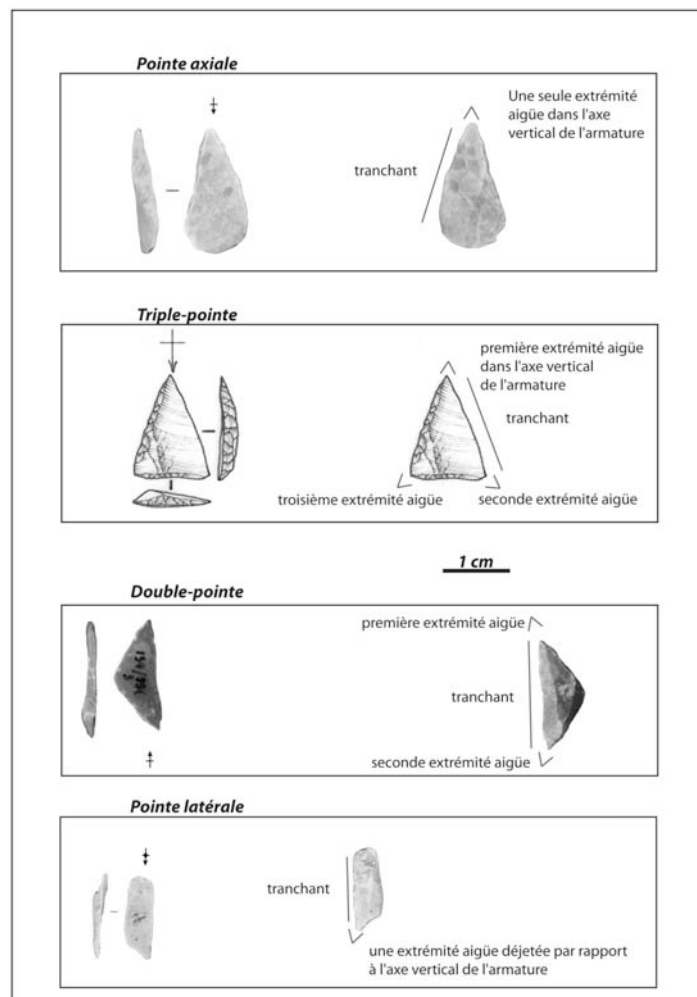 Pointe axiale
Une seule extrémité
aigüe dans l'axe
vertical de l'armature
tranchant
Triple-pointe
première extrémité aigüe
dans l'axe vertical
de l'armature
tranchant
troisième extrémité aigüe
seconde extrémité aigüe
1 cm
Double-pointe
première extrémité aigüe
tranchant
seconde extrémité aigüe
Pointe latérale
tranchant
une extrémité aigüe déjetée par rapport
à l'axe vertical de l'armature